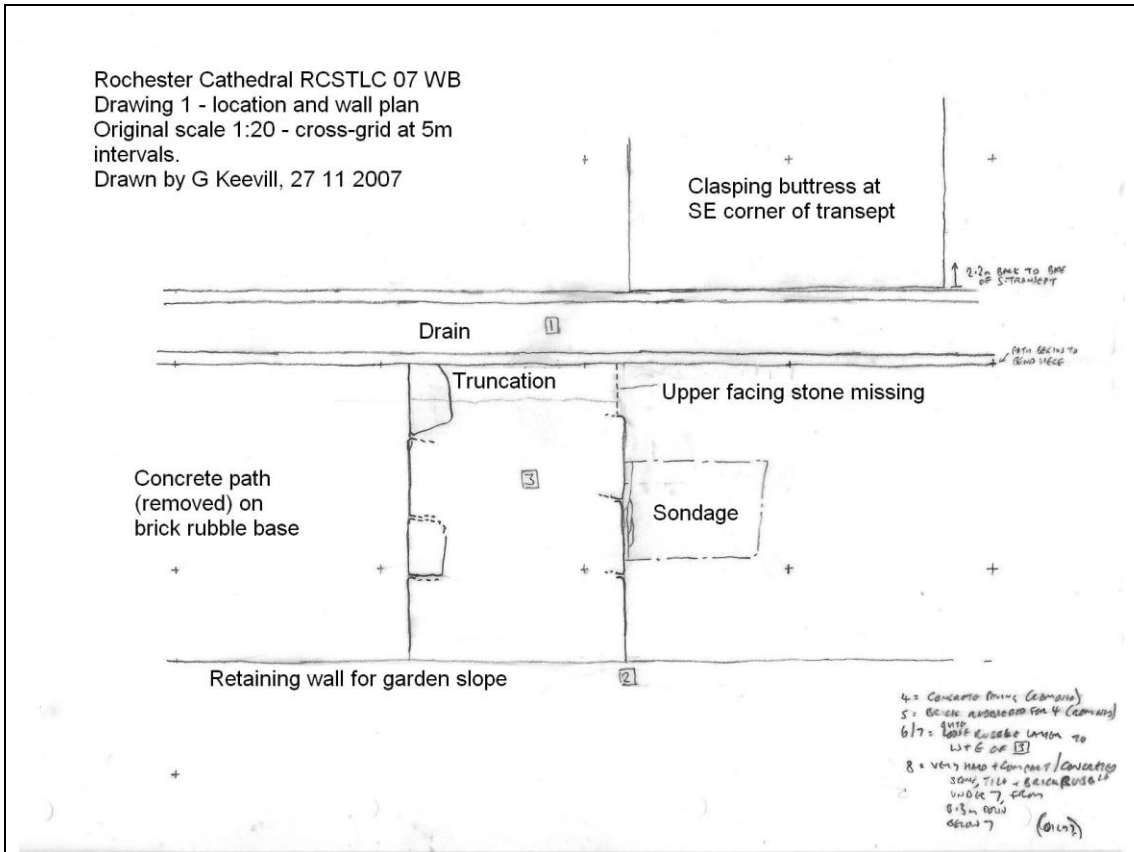 Rochester Cathedral RCSTLC 07 WB
Drawing 1 - location and wall plan
Original scale 1:20 - cross-grid at 5m
intervals.
Drawn by G Keevill, 27 11 2007
Clasping buttress at
SE corner of transept
2.2m BACK TO BASE
OF S. TRANSEPT
Drain
1
PATH BEGINS TO
BEND HERE
Truncation
Upper facing stone missing
3
Concrete path
(removed) on
brick rubble base
Sondage
Retaining wall for garden slope
2
4 = CONCRETE PAVING (REMOVED)
5 = BRICK RUBBLE BED FOR 4 (REMOVED)
6/7 = QUITE LOOSE RUBBLE LAYER TO
W + E OF 3
8 = VERY HARD + COMPACT / CONCRETED
STONE, TILE + BRICK RUBBLE
UNDER 7, FROM
0.3m DOWN
BELOW 7